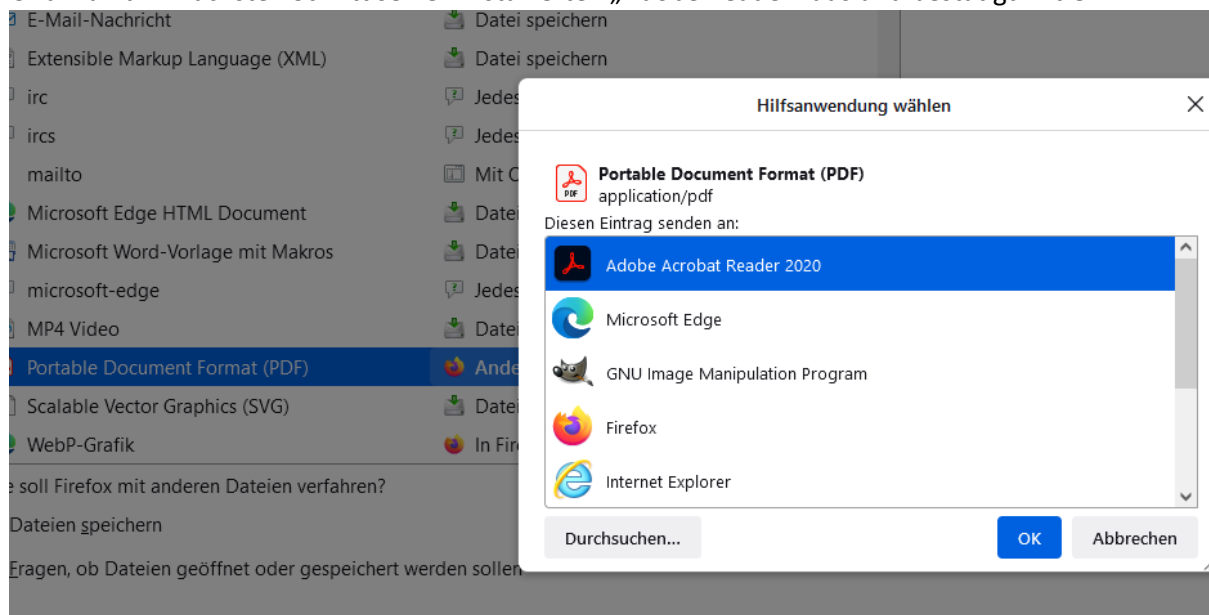 E-Mail-Nachricht Datei speichern
Extensible Markup Language (XML) Datei speichern
irc Jedes
ircs Jedes
mailto Mit
Microsoft Edge HTML Document Datei
Microsoft Word-Vorlage mit Makros Datei
microsoft-edge Jedes
MP4 Video Datei
Portable Document Format (PDF) Ande
Scalable Vector Graphics (SVG) Datei
WebP-Grafik In Fir
soll Firefox mit anderen Dateien verfahren?
Dateien speichern
Fragen, ob Dateien geöffnet oder gespeichert werden sollen
Hilfsanwendung wählen
Portable Document Format (PDF)
PDF
application/pdf
Diesen Eintrag senden an:
Adobe Acrobat Reader 2020
Microsoft Edge
GNU Image Manipulation Program
Firefox
Internet Explorer
Durchsuchen... OK Abbrechen